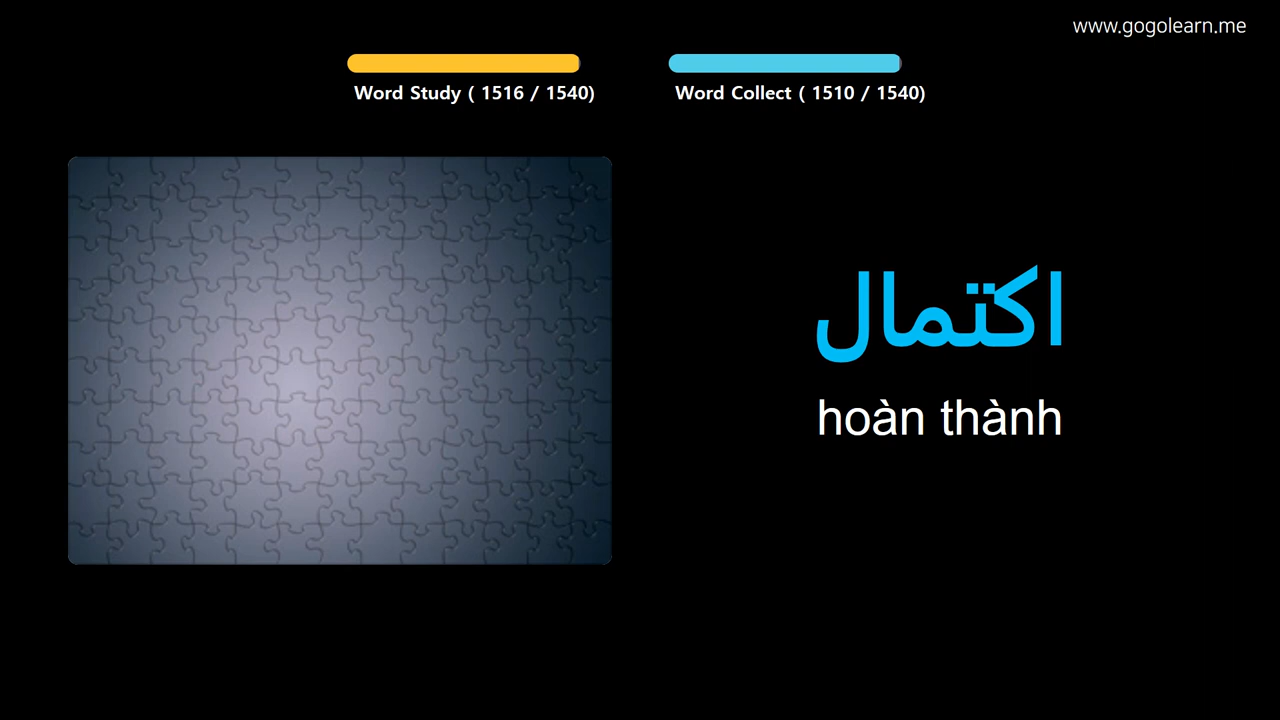 www.gogolearn.me
Word Study ( 1516 / 1540)
Word Collect ( 1510 / 1540)
اكتمال
hoàn thành